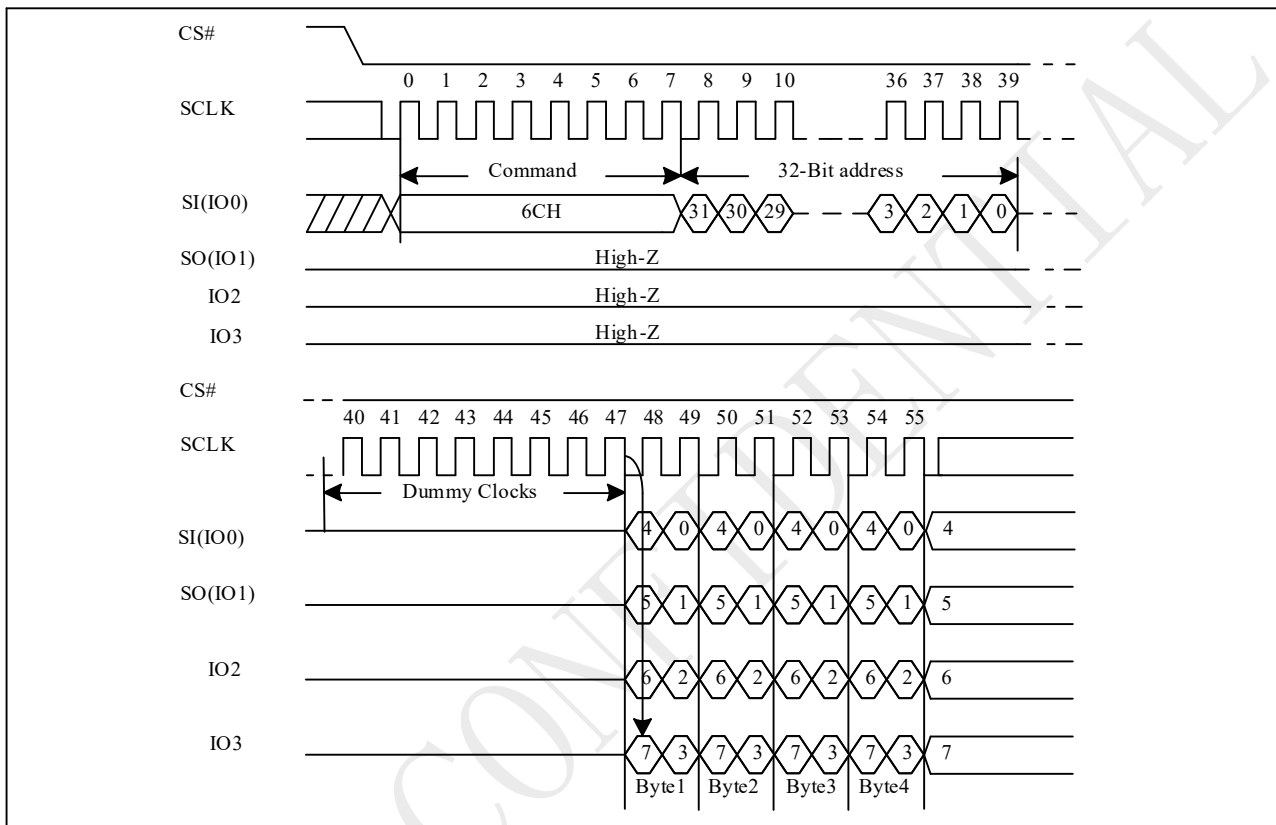 CS#
0 1 2 3 4 5 6 7 8 9 10 36 37 38 39
SCLK
Command 32-Bit address
SI(IO0) 6CH 31 30 29 3 2 1 0
SO(IO1) High-Z
IO2 High-Z
IO3 High-Z
CS#
40 41 42 43 44 45 46 47 48 49 50 51 52 53 54 55
SCLK
Dummy Clocks
SI(IO0) 4 0 4 0 4 0 4 0 4
SO(IO1) 5 1 5 1 5 1 5 1 5
IO2 6 2 6 2 6 2 6 2 6
IO3 7 3 7 3 7 3 7 3 7
Byte1 Byte2 Byte3 Byte4
CONFIDENTIAL